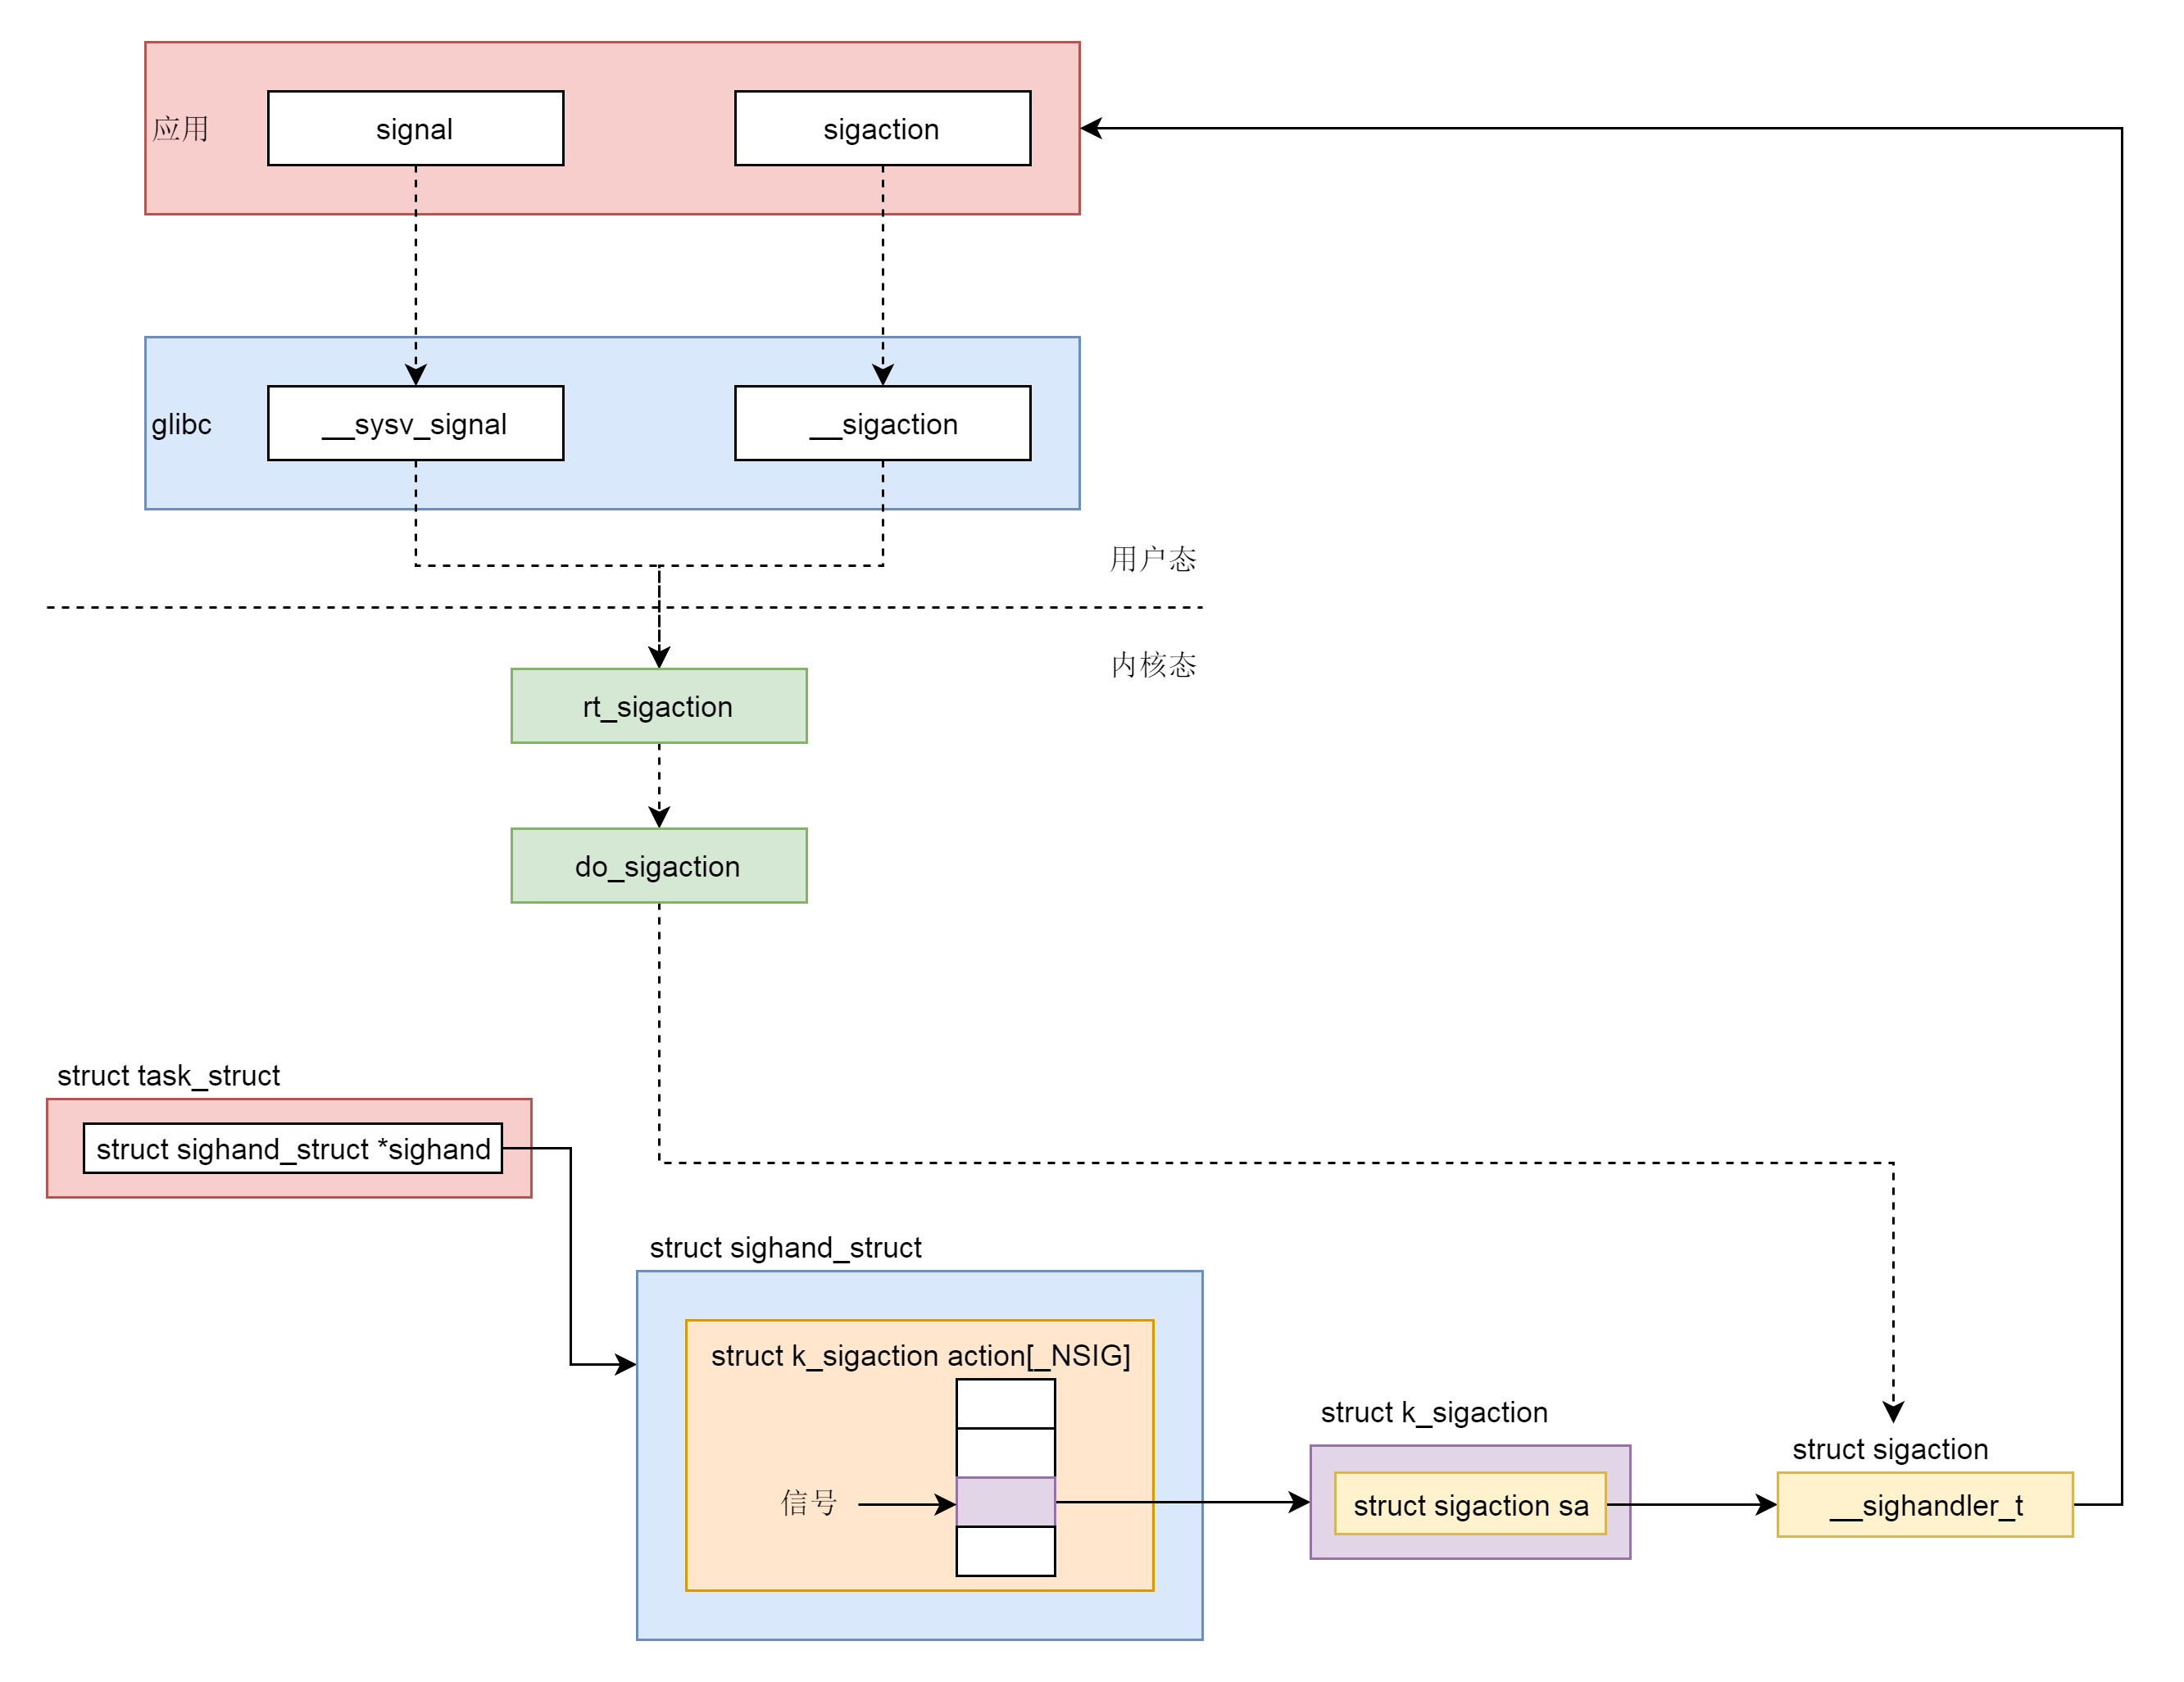 应用
signal
sigaction
glibc
__sysv_signal
__sigaction
用户态
内核态
rt_sigaction
do_sigaction
struct task_struct
struct sighand_struct *sighand
struct sighand_struct
struct k_sigaction action[_NSIG]
信号
struct k_sigaction
struct sigaction sa
struct sigaction
__sighandler_t